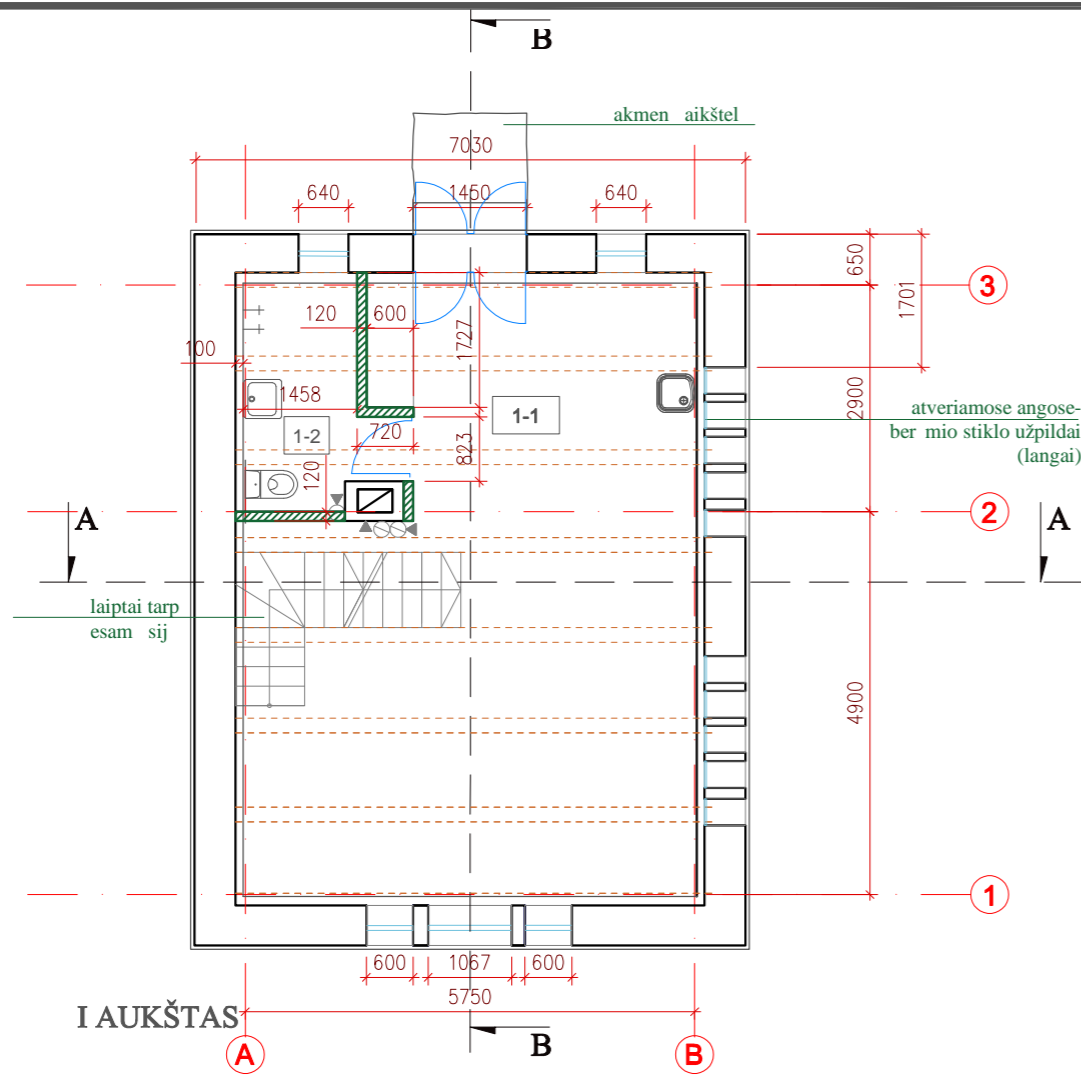 B
akmen aikštel
7030
640
1450
640
650
3
1701
120
600
1727
100
2900
1458
1-1
atveriamose angose-
ber mio stiklo užpildai
(langai)
1-2
720
823
120
A
2
A
laiptai tarp
esam sij
4900
1
600
1067
600
5750
I AUKŠTAS
A
B
B